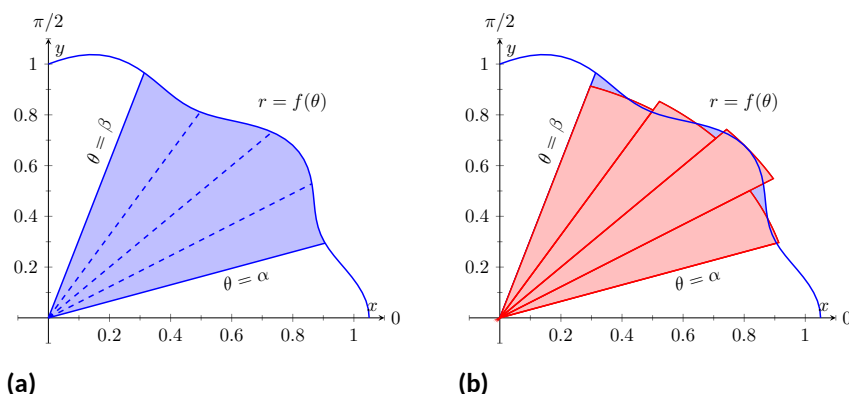 π/2
y
1
r = f(θ)
0.8
θ = β
0.6
0.4
0.2
θ = α
x
0
0.2 0.4 0.6 0.8 1
(a)
π/2
y
1
r = f(θ)
0.8
θ = β
0.6
0.4
0.2
θ = α
x
0
0.2 0.4 0.6 0.8 1
(b)